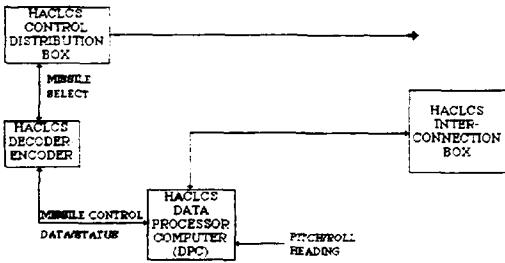 HACLCS
CONTROL
DISTRIBUTION
BOX
MISSILE
SELECT
HACLCS
DECODER
ENCODER
HACLCS
INTER-
CONNECTION
BOX
MISSILE CONTROL
DATA/STATUS
HACLCS
DATA
PROCESSOR
COMPUTER
(DPC)
PITCH/ROLL
HEADING